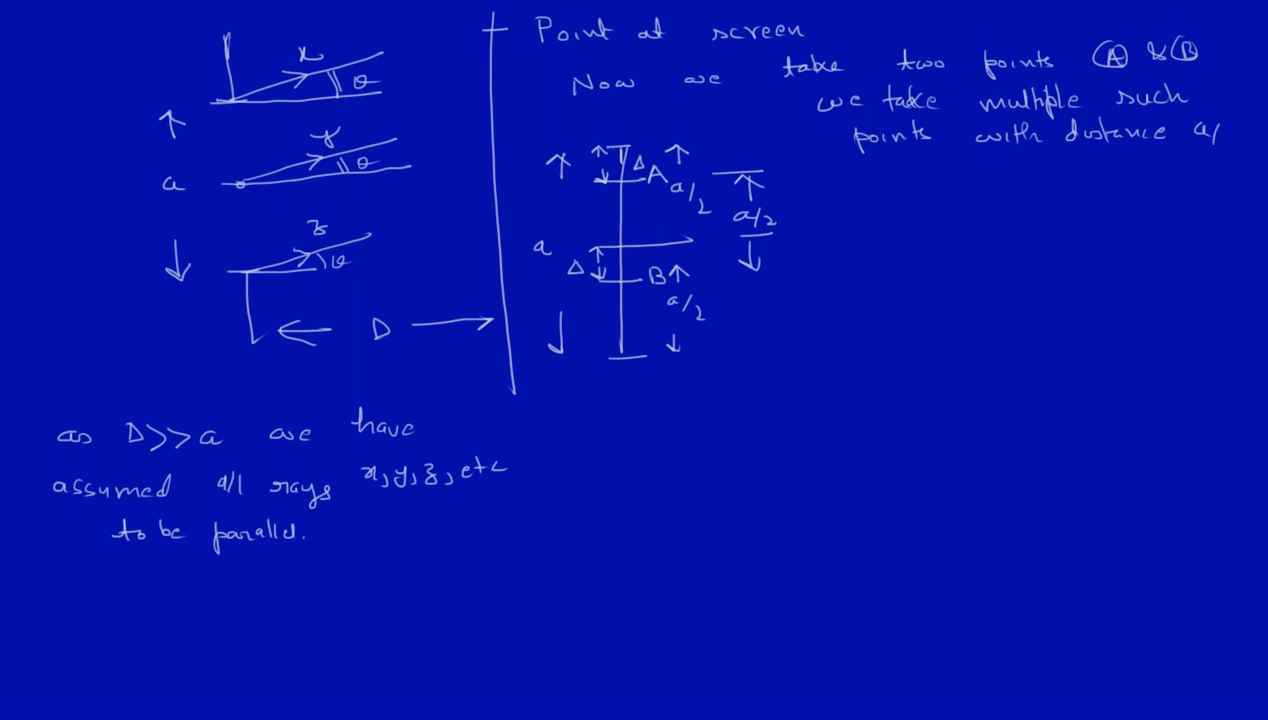 Point at screen
Now we take two points Ⓐ & Ⓑ
we take multiple such
points with distance a/
x
θ
y
θ
a
z
θ
D
Δ
A
a/2
a/2
a
Δ
B
a/2
as D>>a we have
assumed all rays x, y, z, etc
to be parallel.